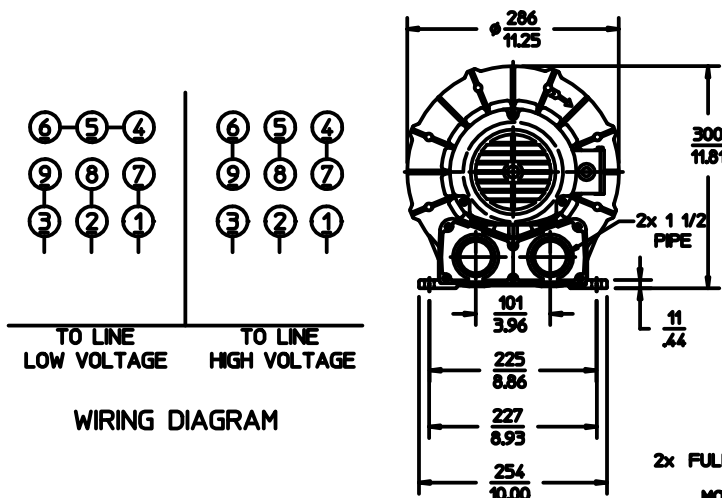 6 5 4
9 8 7
3 2 1
TO LINE
LOW VOLTAGE
6 5 4
9 8 7
3 2 1
TO LINE
HIGH VOLTAGE
WIRING DIAGRAM
ø 286
11.25
300
11.81
2x 1 1/2
PIPE
11
.44
101
3.96
225
8.86
227
8.93
254
10.00
2x